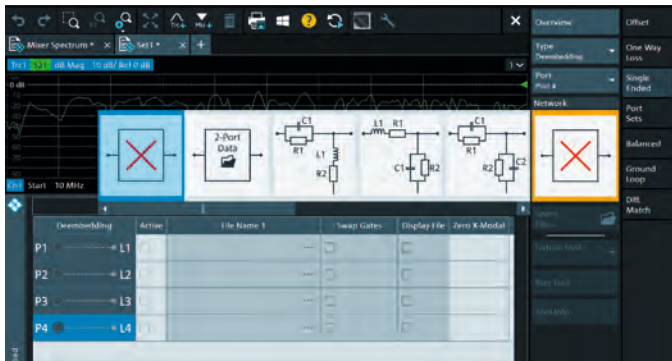 Mixer Spectrum *
Set1 *
Trc1 S21 dB Mag 10 dB/ Ref 0 dB
1
0 dB
Ch1 Start 10 MHz
C1
R1
L1
R2
2-Port
Data
L1 R1
C1
R2
C1
R1
R2
C2
Deembedding
Active
File Name 1
Swap Gates
Display File
Zero X-Modal
P1 L1
P2 L2
P3 L3
P4 L4
Overview
Type
Deembedding
Port
Port 4
Network
Run Tool
Offset
One Way
Loss
Single
Ended
Port
Sets
Balanced
Ground
Loop
Diff.
Match